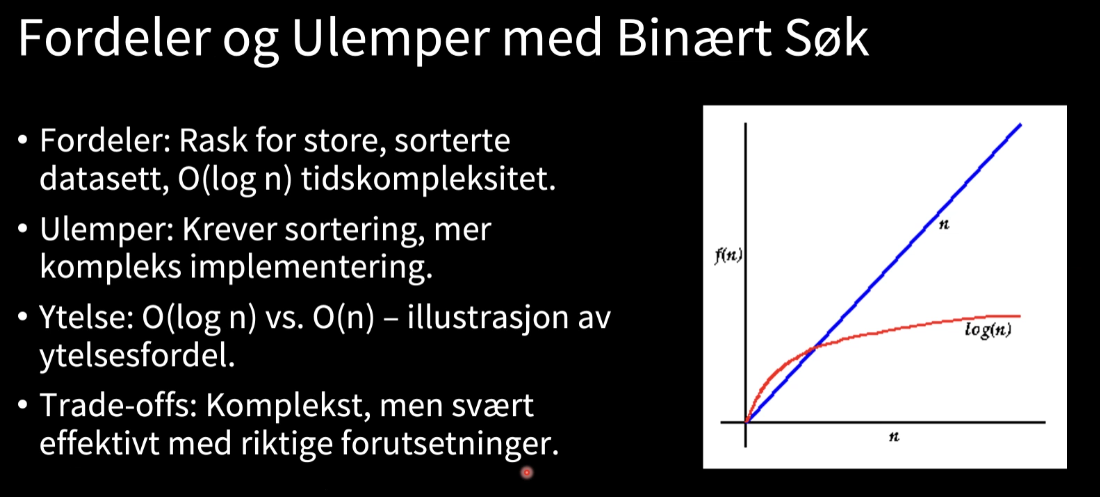 Fordeler og Ulemper med Binært Søk
• Fordeler: Rask for store, sorterte
datasett, O(log n) tidskompleksitet.
• Ulemper: Krever sortering, mer
kompleks implementering.
• Ytelse: O(log n) vs. O(n) – illustrasjon av
ytelsesfordel.
• Trade-offs: Komplekst, men svært
effektivt med riktige forutsetninger.
n
f(n)
log(n)
n